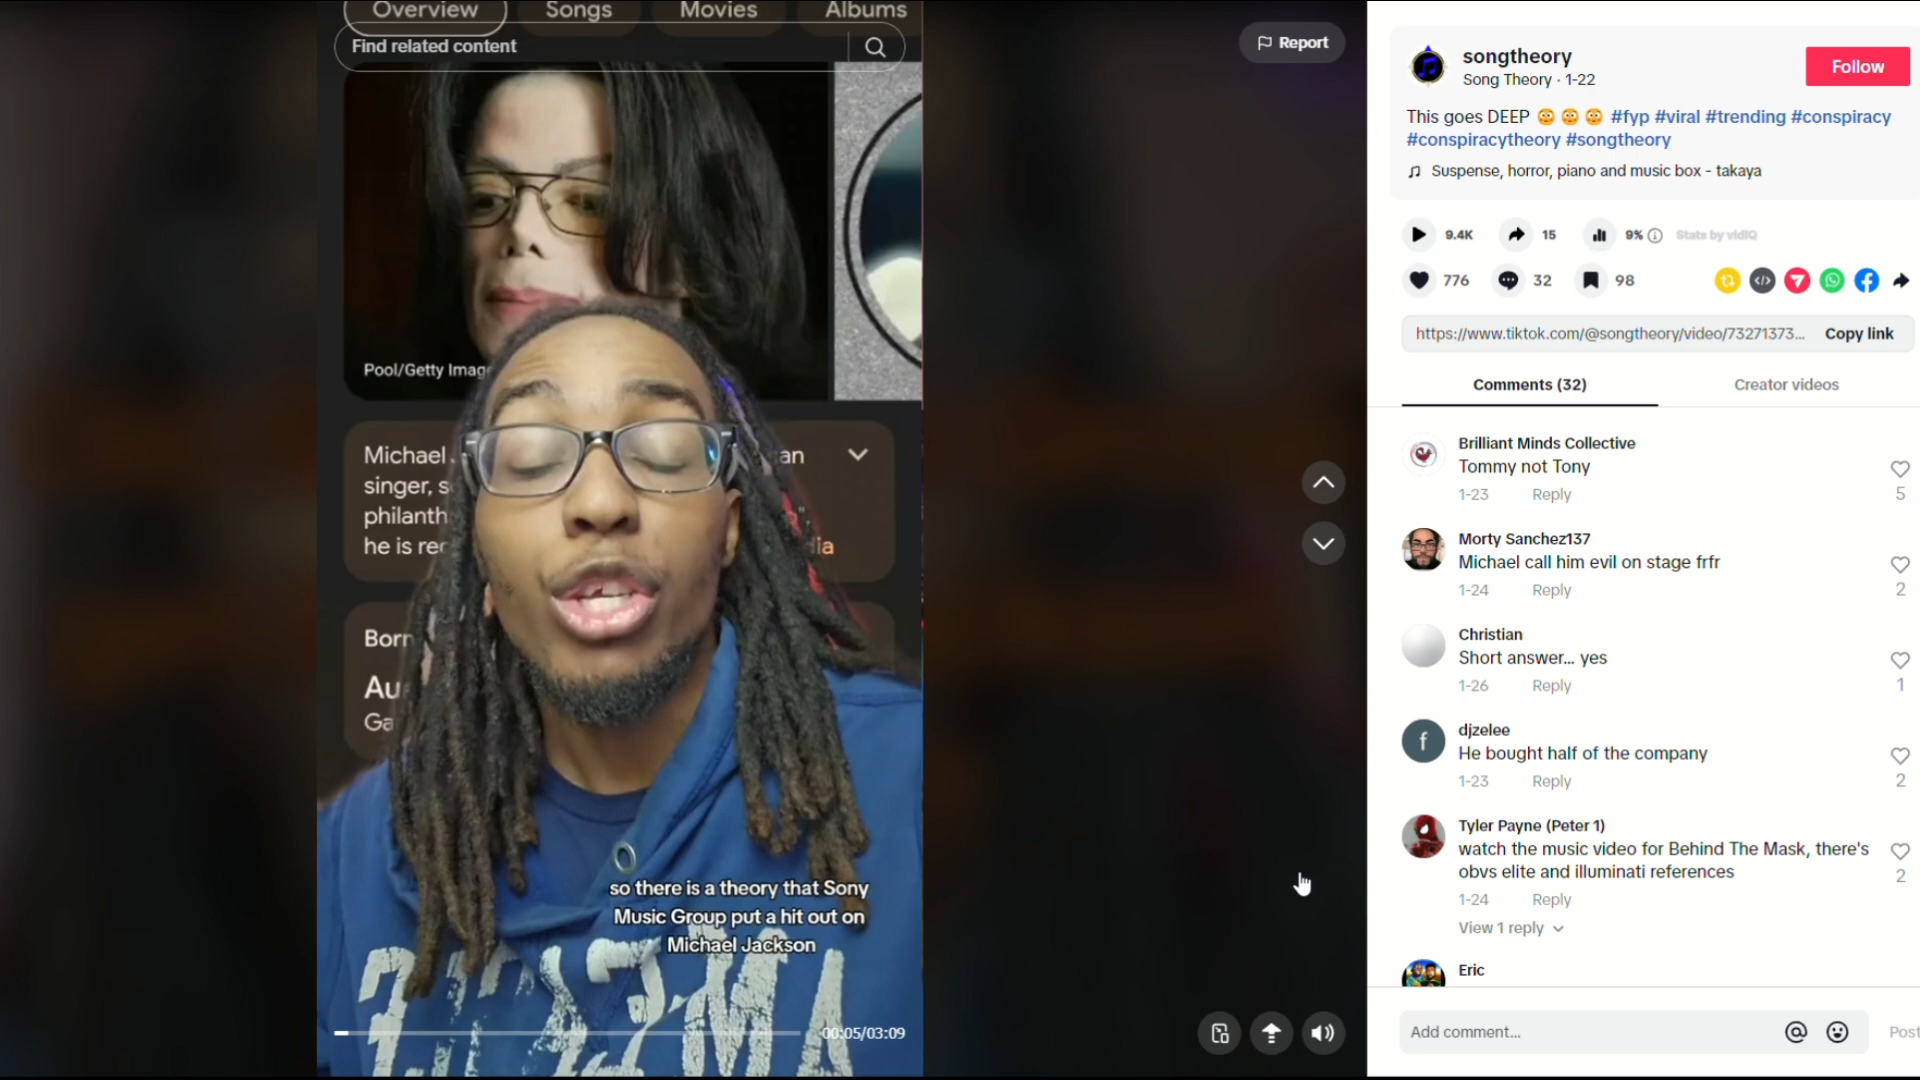 Overview
Songs
Movies
Albums
Find related content
Pool/Getty Imag
Michael
an
singer, s
philanth
he is rec
dia
Born
Au
Ga
so there is a theory that Sony
Music Group put a hit out on
Michael Jackson
00:05/03:09
Report
songtheory
Song Theory · 1-22
Follow
This goes DEEP 😳 😳 😳 #fyp #viral #trending #conspiracy
#conspiracytheory #songtheory
Suspense, horror, piano and music box - takaya
9.4K
15
9%
Stats by vidIQ
776
32
98
https://www.tiktok.com/@songtheory/video/73271373...
Copy link
Comments (32)
Creator videos
Brilliant Minds Collective
Tommy not Tony
1-23
Reply
5
Morty Sanchez137
Michael call him evil on stage frfr
1-24
Reply
2
Christian
Short answer... yes
1-26
Reply
1
djzelee
He bought half of the company
1-23
Reply
2
Tyler Payne (Peter 1)
watch the music video for Behind The Mask, there's
obvs elite and illuminati references
1-24
Reply
2
View 1 reply
Eric
Add comment...
Post